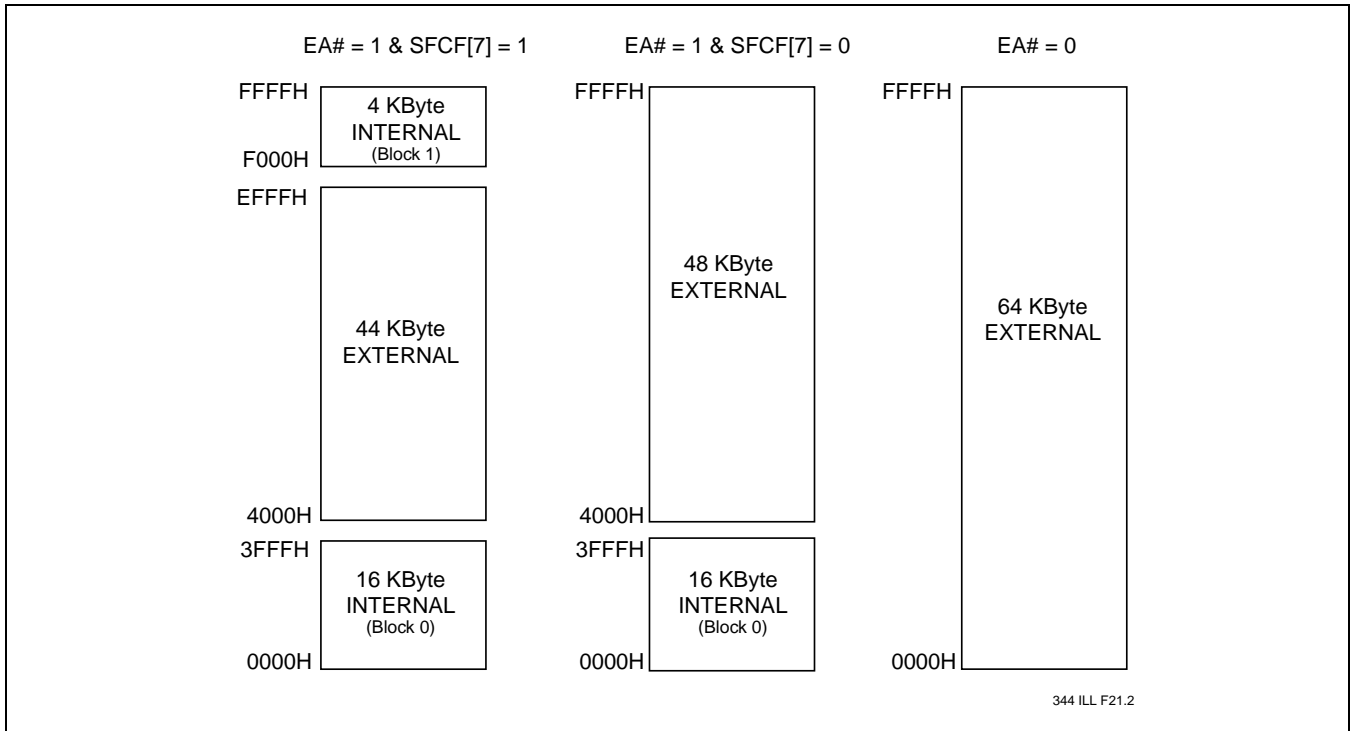 EA# = 1 & SFCF[7] = 1
FFFFH
4 KByte
INTERNAL
(Block 1)
F000H
EFFFH
44 KByte
EXTERNAL
4000H
3FFFH
16 KByte
INTERNAL
(Block 0)
0000H
EA# = 1 & SFCF[7] = 0
FFFFH
48 KByte
EXTERNAL
4000H
3FFFH
16 KByte
INTERNAL
(Block 0)
0000H
EA# = 0
FFFFH
64 KByte
EXTERNAL
0000H
344 ILL F21.2